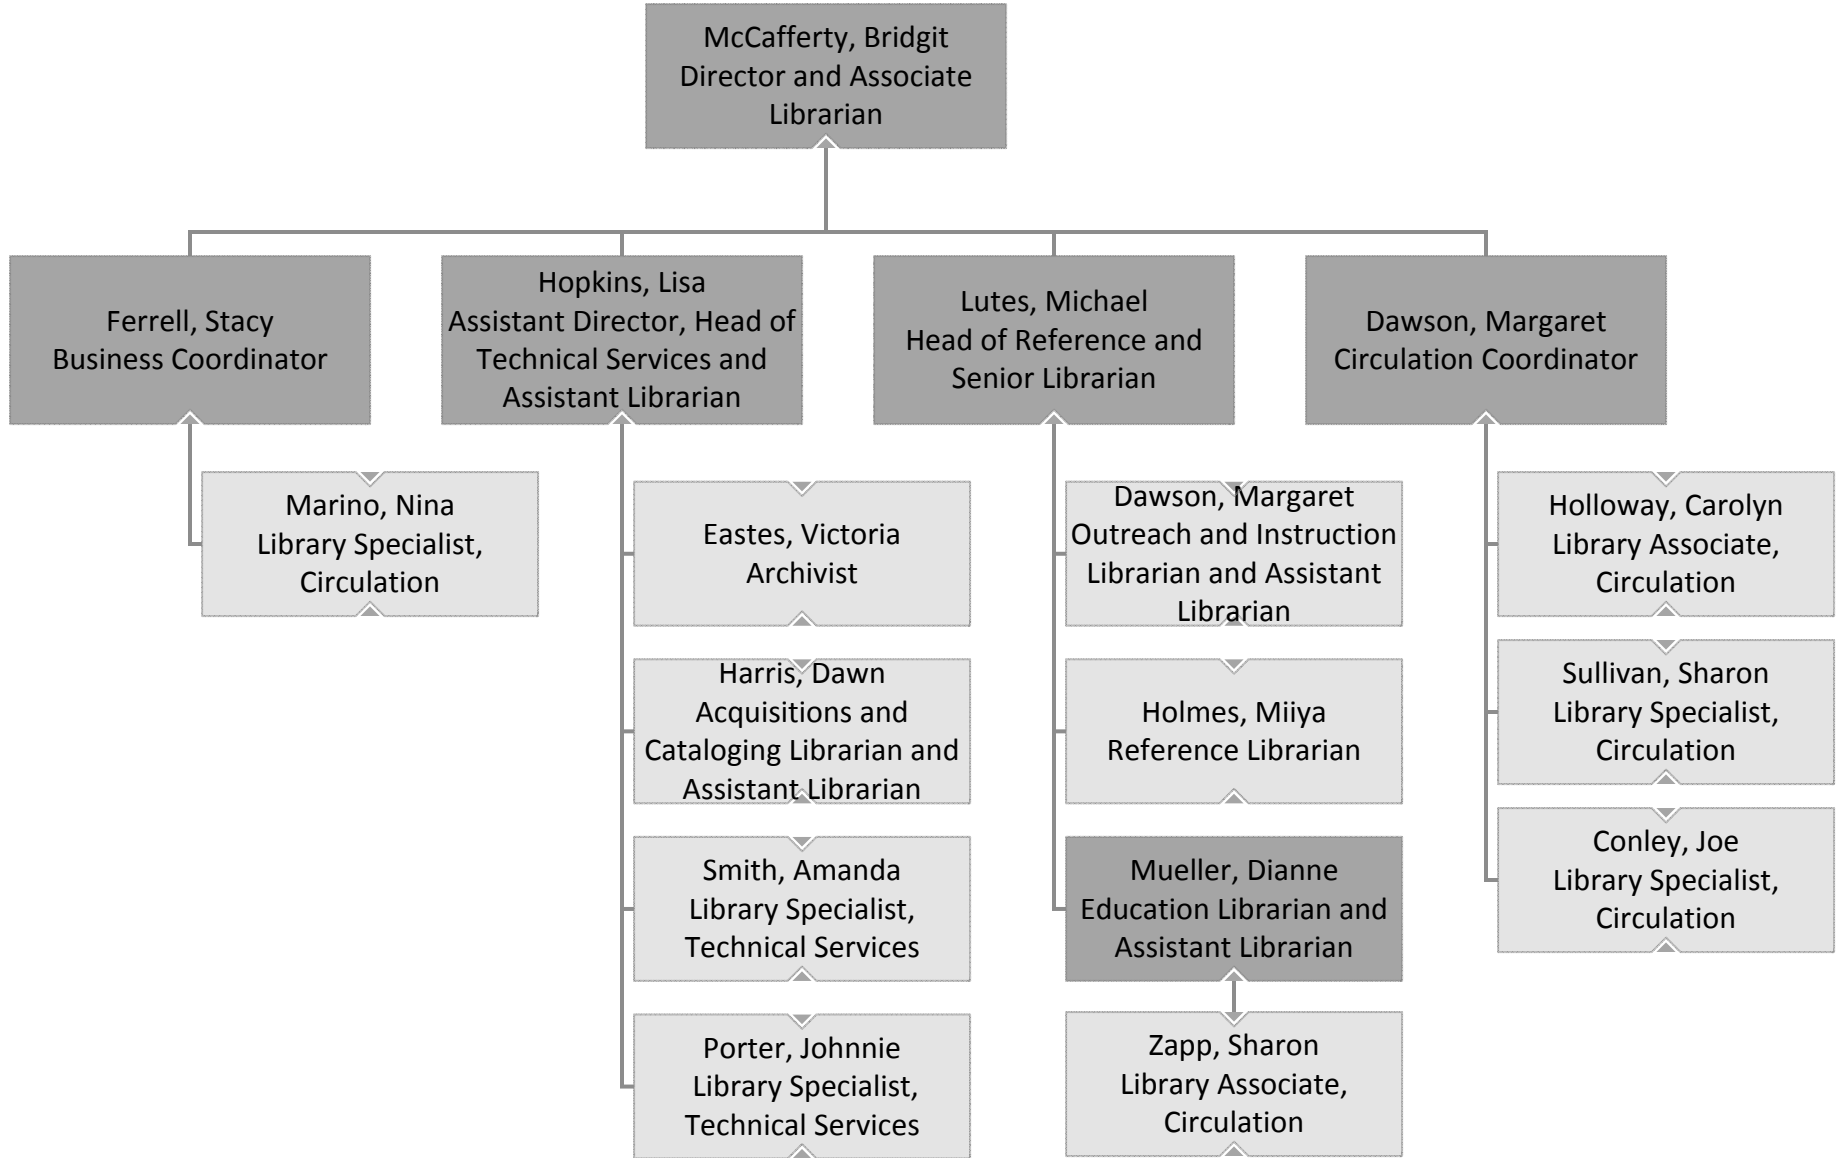 McCafferty, Bridgit
Director and Associate
Librarian
Ferrell, Stacy
Business Coordinator
Hopkins, Lisa
Assistant Director, Head of
Technical Services and
Assistant Librarian
Lutes, Michael
Head of Reference and
Senior Librarian
Dawson, Margaret
Circulation Coordinator
Marino, Nina
Library Specialist,
Circulation
Eastes, Victoria
Archivist
Harris, Dawn
Acquisitions and
Cataloging Librarian and
Assistant Librarian
Smith, Amanda
Library Specialist,
Technical Services
Porter, Johnnie
Library Specialist,
Technical Services
Dawson, Margaret
Outreach and Instruction
Librarian and Assistant
Librarian
Holmes, Miiya
Reference Librarian
Mueller, Dianne
Education Librarian and
Assistant Librarian
Zapp, Sharon
Library Associate,
Circulation
Holloway, Carolyn
Library Associate,
Circulation
Sullivan, Sharon
Library Specialist,
Circulation
Conley, Joe
Library Specialist,
Circulation